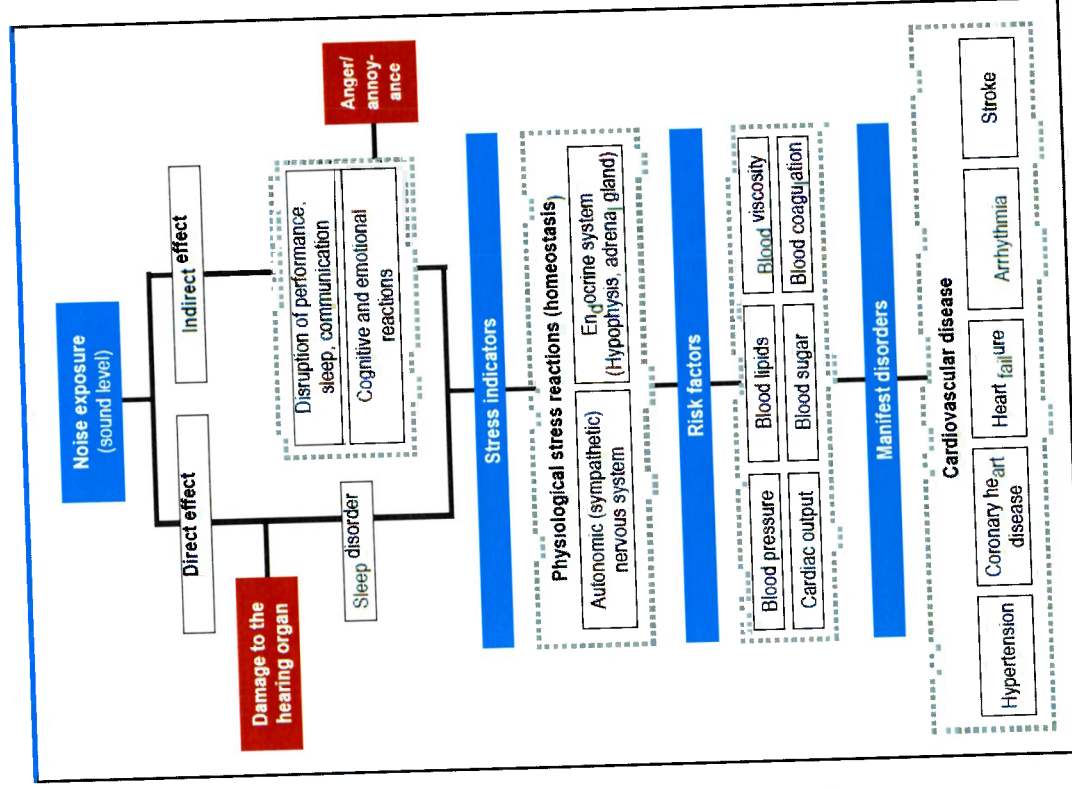 Noise exposure
(sound level)
Direct effect
Indirect effect
Damage to the
hearing organ
Sleep disorder
Disruption of performance,
sleep, communication
Cognitive and emotional
reactions
Anger/
annoy-
ance
Stress indicators
Physiological stress reactions (homeostasis)
Autonomic (sympathetic)
nervous system
Endocrine system
(Hypophysis, adrenal gland)
Risk factors
Blood pressure
Blood lipids
Blood viscosity
Cardiac output
Blood sugar
Blood coagulation
Manifest disorders
Cardiovascular disease
Hypertension
Coronary heart
disease
Heart failure
Arrhythmia
Stroke